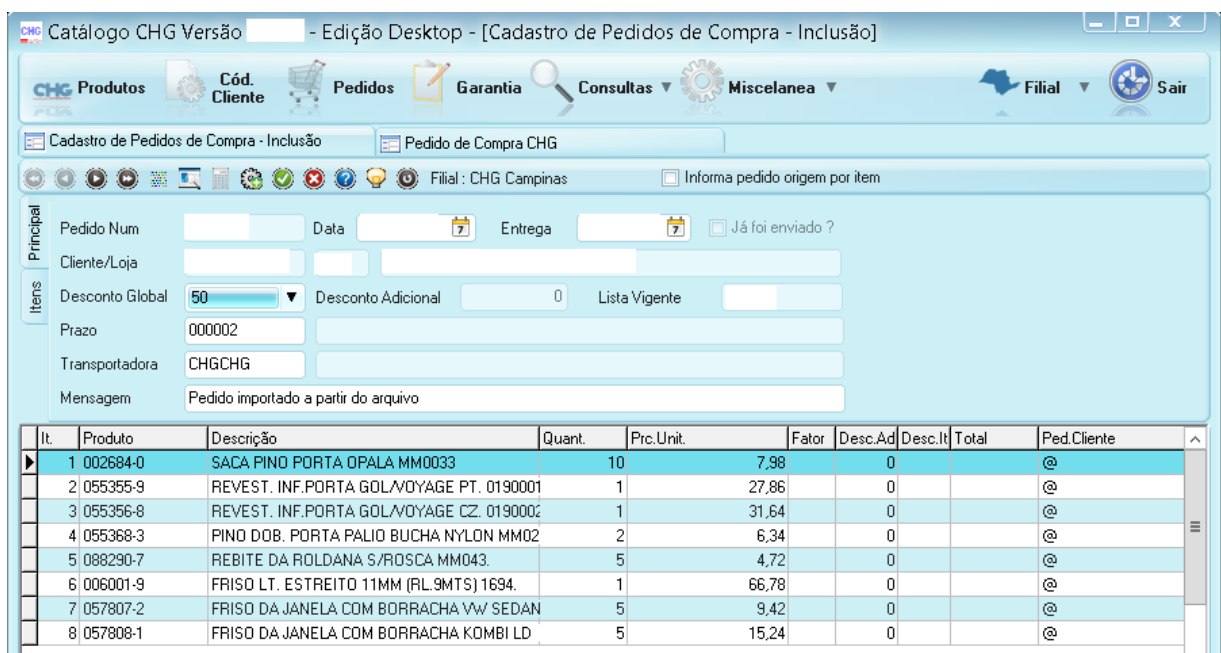 CHG Catálogo CHG Versão - Edição Desktop - [Cadastro de Pedidos de Compra - Inclusão]
CHG Produtos Cód. Cliente Pedidos Garantia Consultas Miscelanea Filial Sair
Cadastro de Pedidos de Compra - Inclusão Pedido de Compra CHG
Filial : CHG Campinas Informa pedido origem por item
Principal
Itens
Pedido Num Data 7 Entrega 7 Já foi enviado ?
Cliente/Loja
Desconto Global 50 Desconto Adicional 0 Lista Vigente
Prazo 000002
Transportadora CHGCHG
Mensagem Pedido importado a partir do arquivo
It. Produto Descrição Quant. Prc.Unit. Fator Desc.Ad Desc.It Total Ped.Cliente
1 002684-0 SACA PINO PORTA OPALA MM0033 10 7,98 0 @
2 055355-9 REVEST. INF.PORTA GOL/VOYAGE PT. 0190001 1 27,86 0 @
3 055356-8 REVEST. INF.PORTA GOL/VOYAGE CZ. 0190002 1 31,64 0 @
4 055368-3 PINO DOB. PORTA PALIO BUCHA NYLON MM02 2 6,34 0 @
5 088290-7 REBITE DA ROLDANA S/ROSCA MM043. 5 4,72 0 @
6 006001-9 FRISO LT. ESTREITO 11MM (RL.9MTS) 1694. 1 66,78 0 @
7 057807-2 FRISO DA JANELA COM BORRACHA VW SEDAN 5 9,42 0 @
8 057808-1 FRISO DA JANELA COM BORRACHA KOMBI LD 5 15,24 0 @